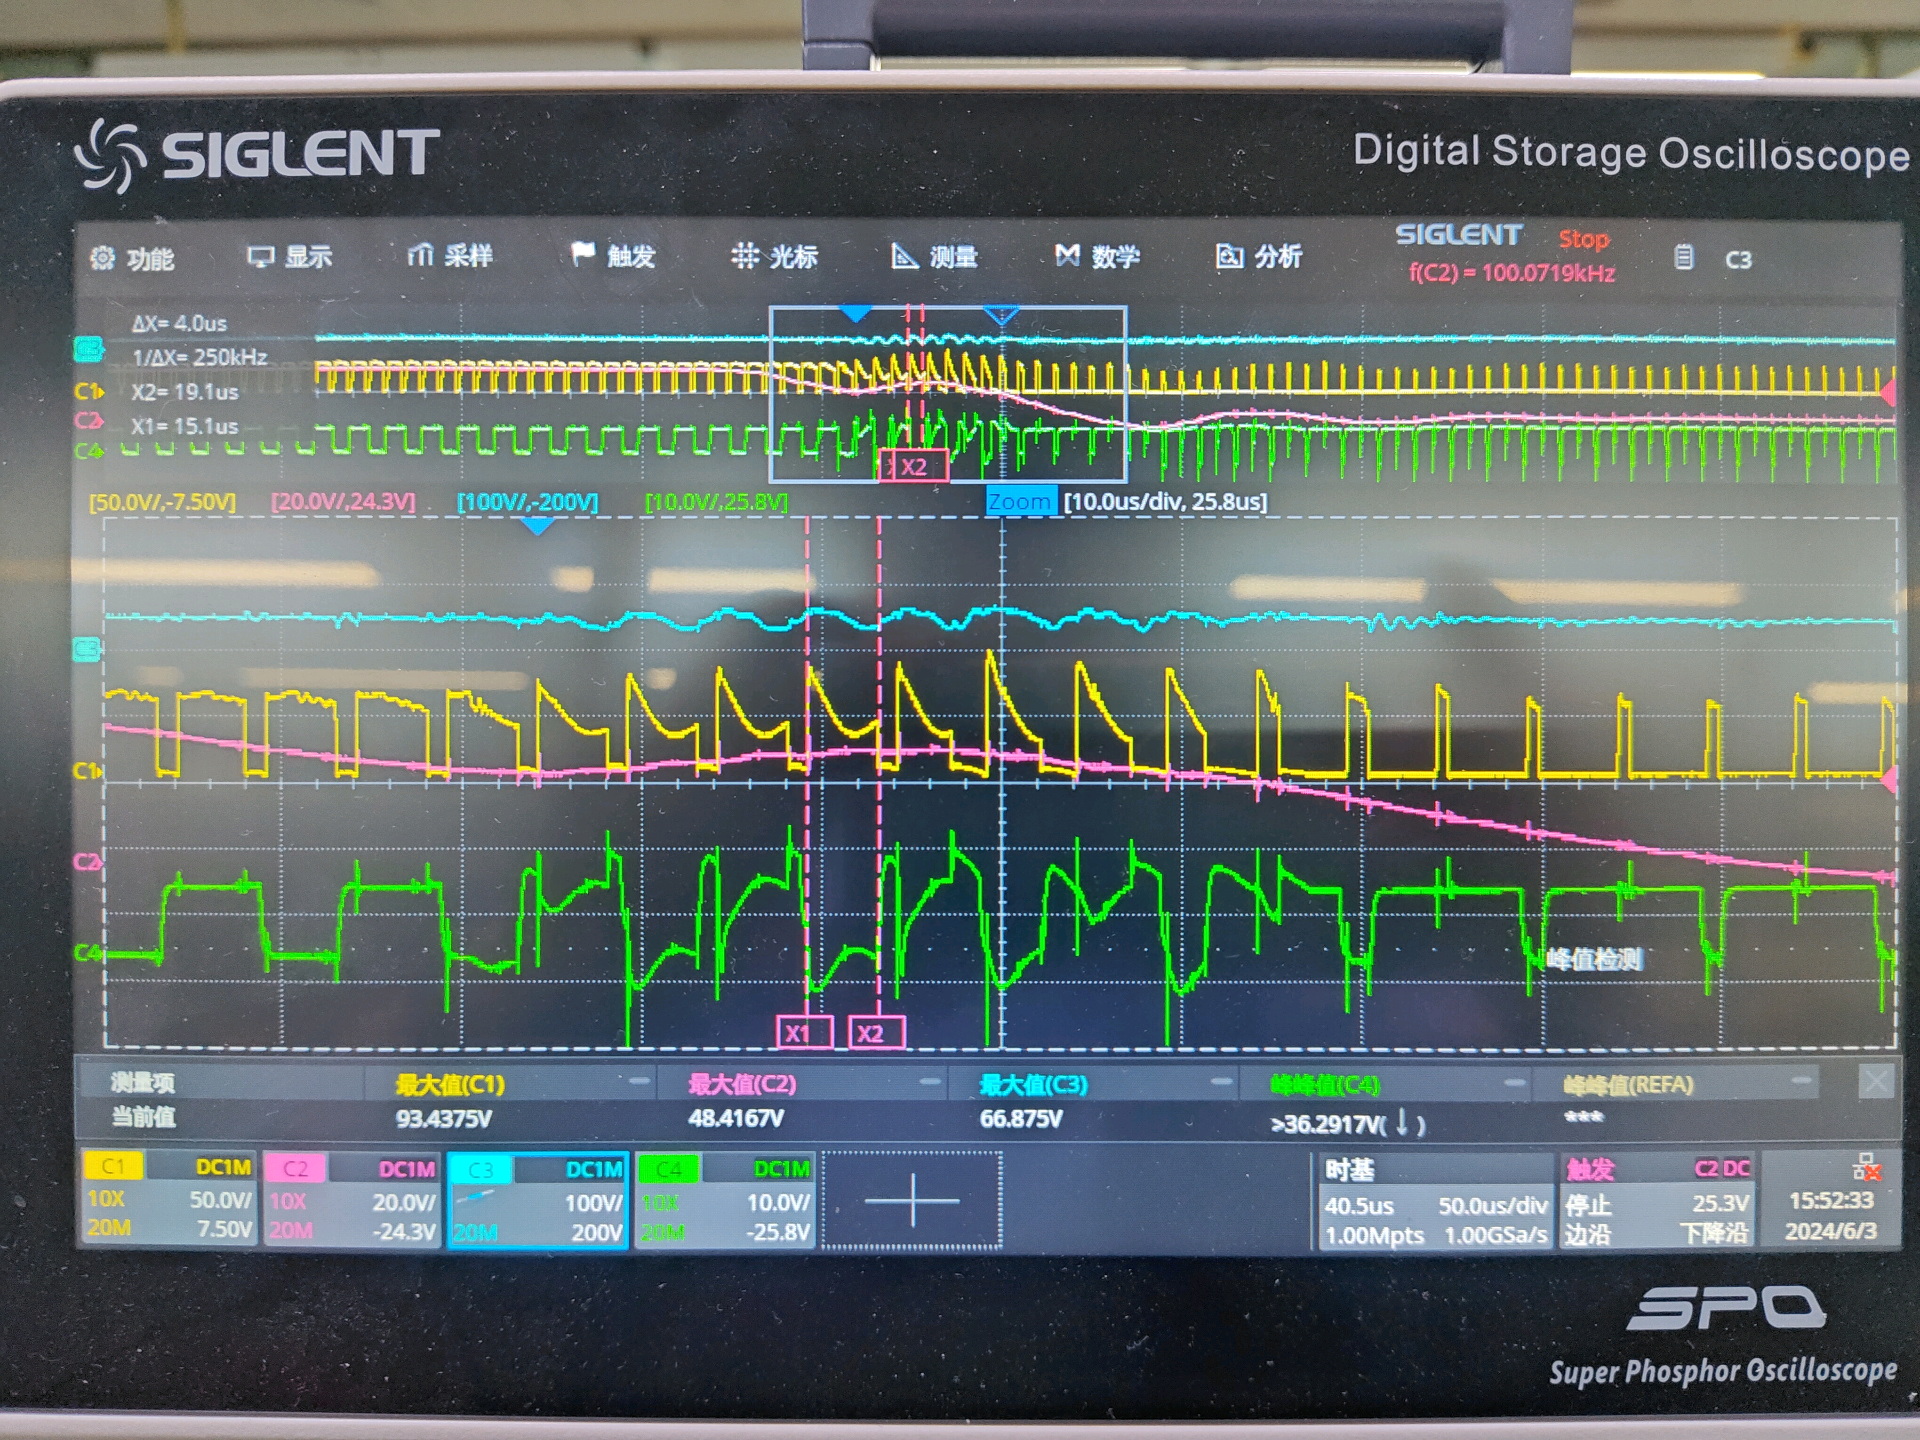 SIGLENT
Digital Storage Oscilloscope
功能 显示 采样 触发 光标 测量 数学 分析 SIGLENT Stop C3
f(C2) = 100.0719kHz
ΔX= 4.0us
1/ΔX= 250kHz
X2= 19.1us
X1= 15.1us
C3
C1
C2
C4
X2
[50.0V/,-7.50V] [20.0V/,24.3V] [100V/,-200V] [10.0V/,25.8V] Zoom [10.0us/div, 25.8us]
C3
C1
C2
C4
峰值检测
X1 X2
测量项 最大值(C1) 最大值(C2) 最大值(C3) 峰峰值(C4) 峰峰值(REFA)
当前值 93.4375V 48.4167V 66.875V >36.2917V(↓) ***
C1 DC1M C2 DC1M C3 DC1M C4 DC1M 时基 触发 C2 DC
10X 50.0V/ 10X 20.0V/ 100V/ 10X 10.0V/ 40.5us 50.0us/div 停止 25.3V 15:52:33
20M 7.50V 20M -24.3V 20M 200V 20M -25.8V 1.00Mpts 1.00GSa/s 边沿 下降沿 2024/6/3
SPO
Super Phosphor Oscilloscope